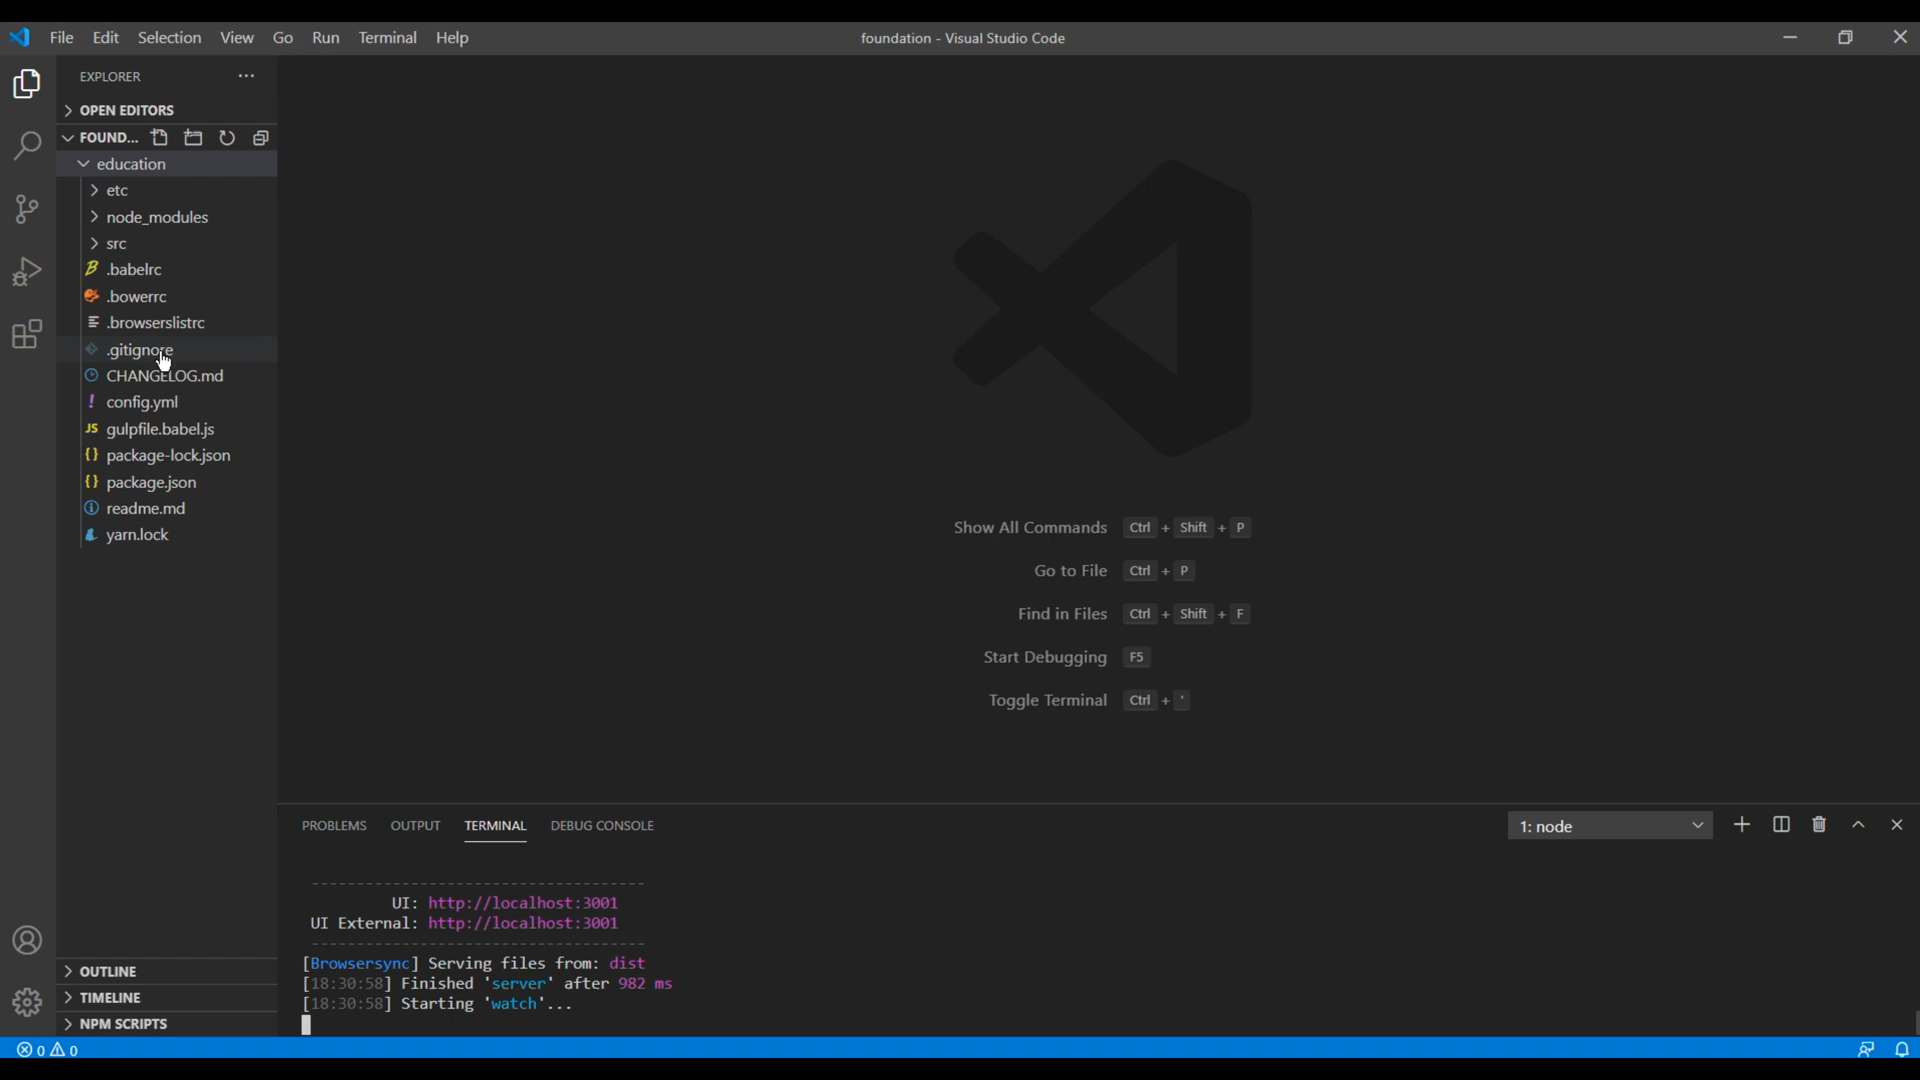 File Edit Selection View Go Run Terminal Help
foundation - Visual Studio Code
EXPLORER
OPEN EDITORS
FOUND...
education
etc
node_modules
src
.babelrc
.bowerrc
.browserslistrc
.gitignore
CHANGELOG.md
config.yml
JS gulpfile.babel.js
package-lock.json
package.json
readme.md
yarn.lock
OUTLINE
TIMELINE
NPM SCRIPTS
Show All Commands Ctrl + Shift + P
Go to File Ctrl + P
Find in Files Ctrl + Shift + F
Start Debugging F5
Toggle Terminal Ctrl + '
PROBLEMS OUTPUT TERMINAL DEBUG CONSOLE
1: node
-------------------------------------
UI: http://localhost:3001
UI External: http://localhost:3001
-------------------------------------
[Browsersync] Serving files from: dist
[18:30:58] Finished 'server' after 982 ms
[18:30:58] Starting 'watch'...
0 0